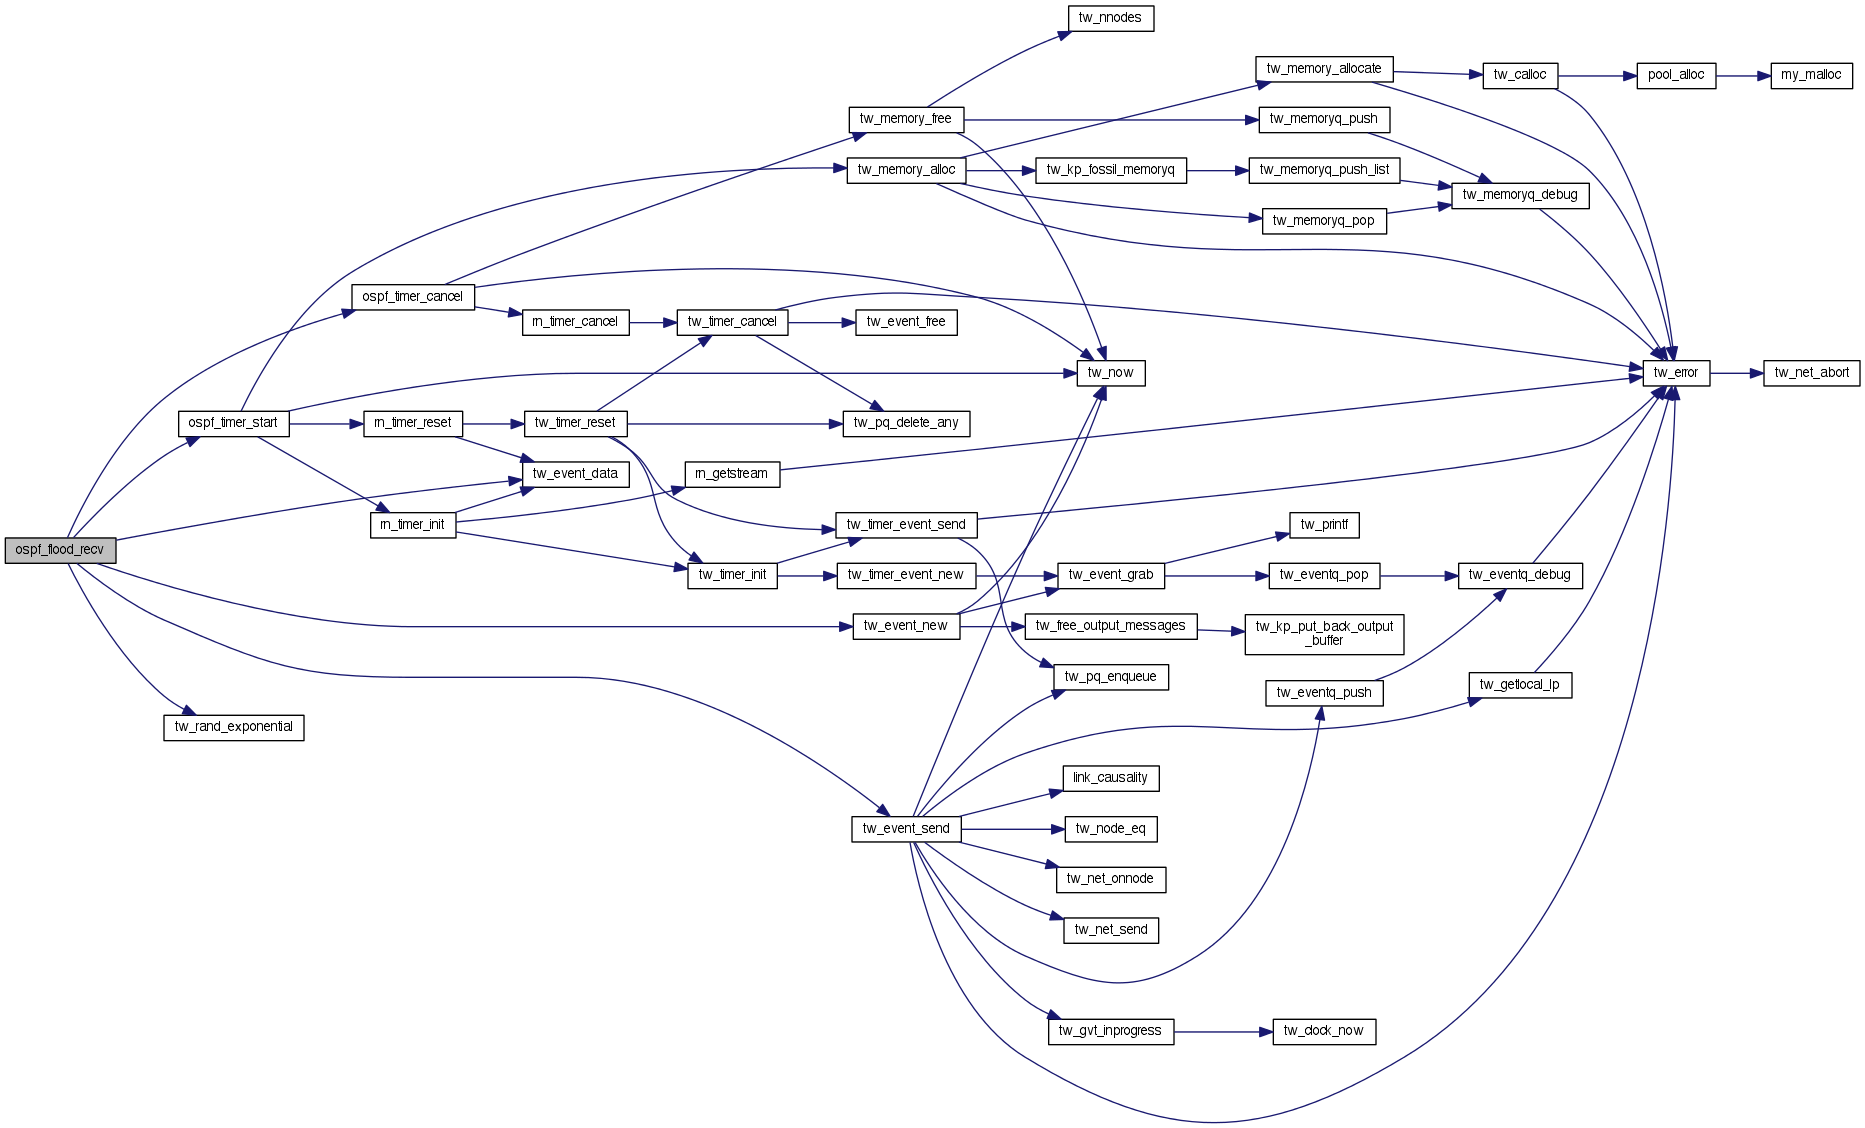 tw_nnodes
tw_memory_allocate
tw_calloc
pool_alloc
my_malloc
tw_memory_free
tw_memoryq_push
tw_memory_alloc
tw_kp_fossil_memoryq
tw_memoryq_push_list
tw_memoryq_debug
tw_memoryq_pop
ospf_timer_cancel
rn_timer_cancel
tw_timer_cancel
tw_event_free
tw_now
tw_error
tw_net_abort
ospf_timer_start
rn_timer_reset
tw_timer_reset
tw_pq_delete_any
tw_event_data
rn_getstream
rn_timer_init
tw_timer_event_send
tw_printf
ospf_flood_recv
tw_timer_init
tw_timer_event_new
tw_event_grab
tw_eventq_pop
tw_eventq_debug
tw_event_new
tw_free_output_messages
tw_kp_put_back_output
_buffer
tw_pq_enqueue
tw_eventq_push
tw_getlocal_lp
tw_rand_exponential
link_causality
tw_event_send
tw_node_eq
tw_net_onnode
tw_net_send
tw_gvt_inprogress
tw_clock_now